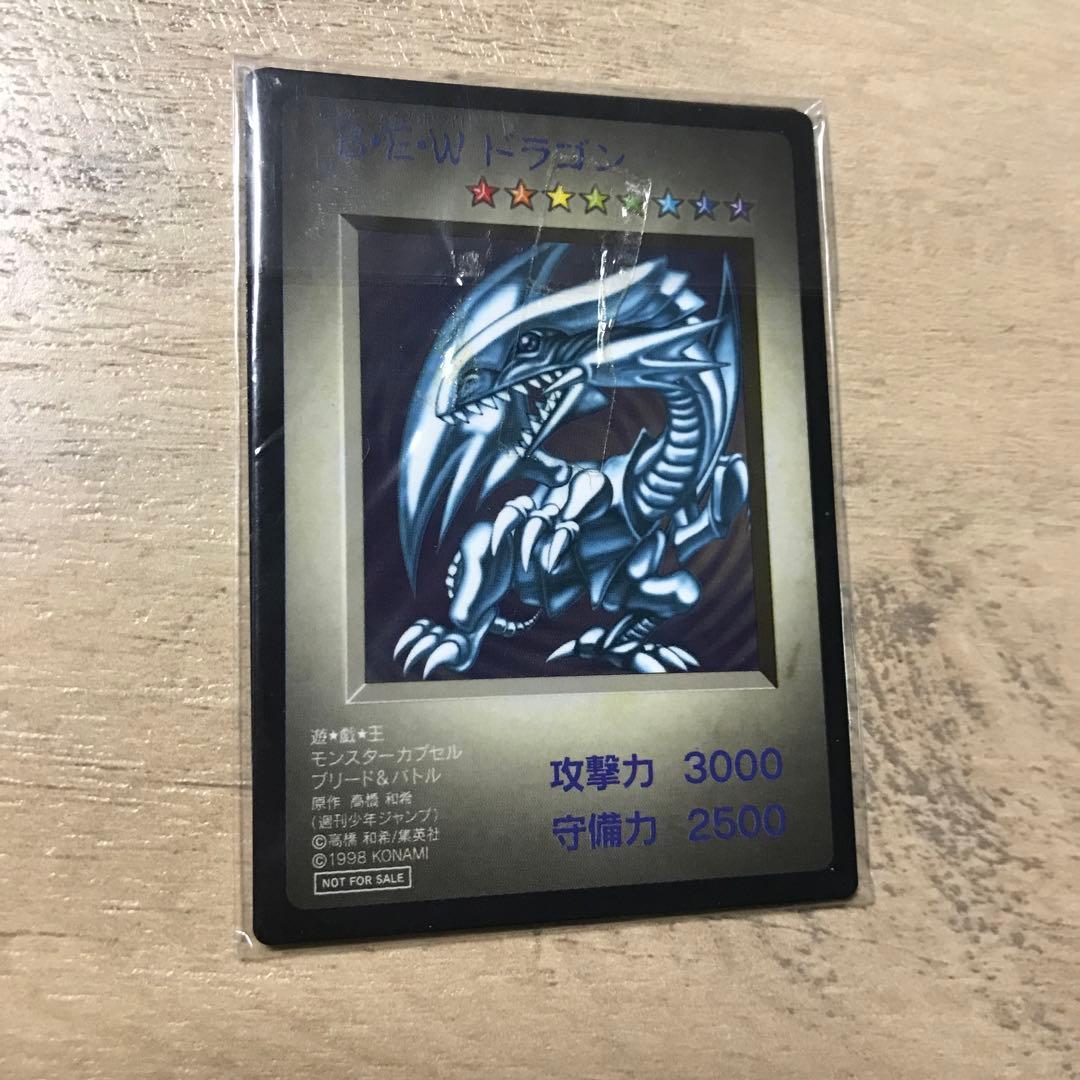 B・E・W ドラゴン
遊★戯★王
モンスターカプセル
ブリード&バトル
原作 高橋 和希
(週刊少年ジャンプ)
©高橋 和希/集英社
©1998 KONAMI
NOT FOR SALE
攻撃力 3000
守備力 2500